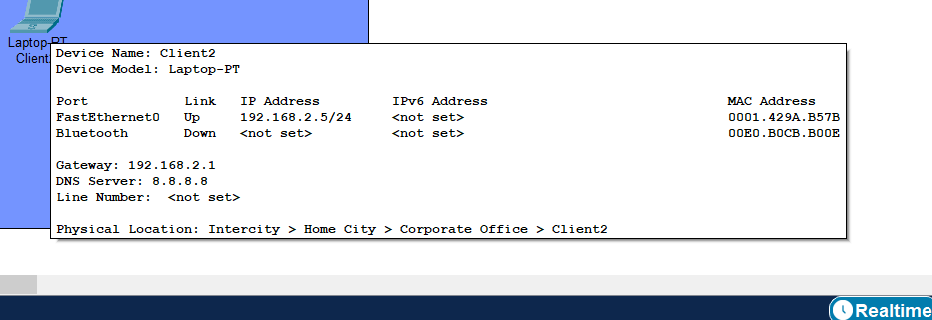 Laptop-PT
Client
Device Name: Client2
Device Model: Laptop-PT
Port Link IP Address IPv6 Address MAC Address
FastEthernet0 Up 192.168.2.5/24 <not set> 0001.429A.B57B
Bluetooth Down <not set> <not set> 00E0.B0CB.B00E
Gateway: 192.168.2.1
DNS Server: 8.8.8.8
Line Number: <not set>
Physical Location: Intercity > Home City > Corporate Office > Client2
Realtime